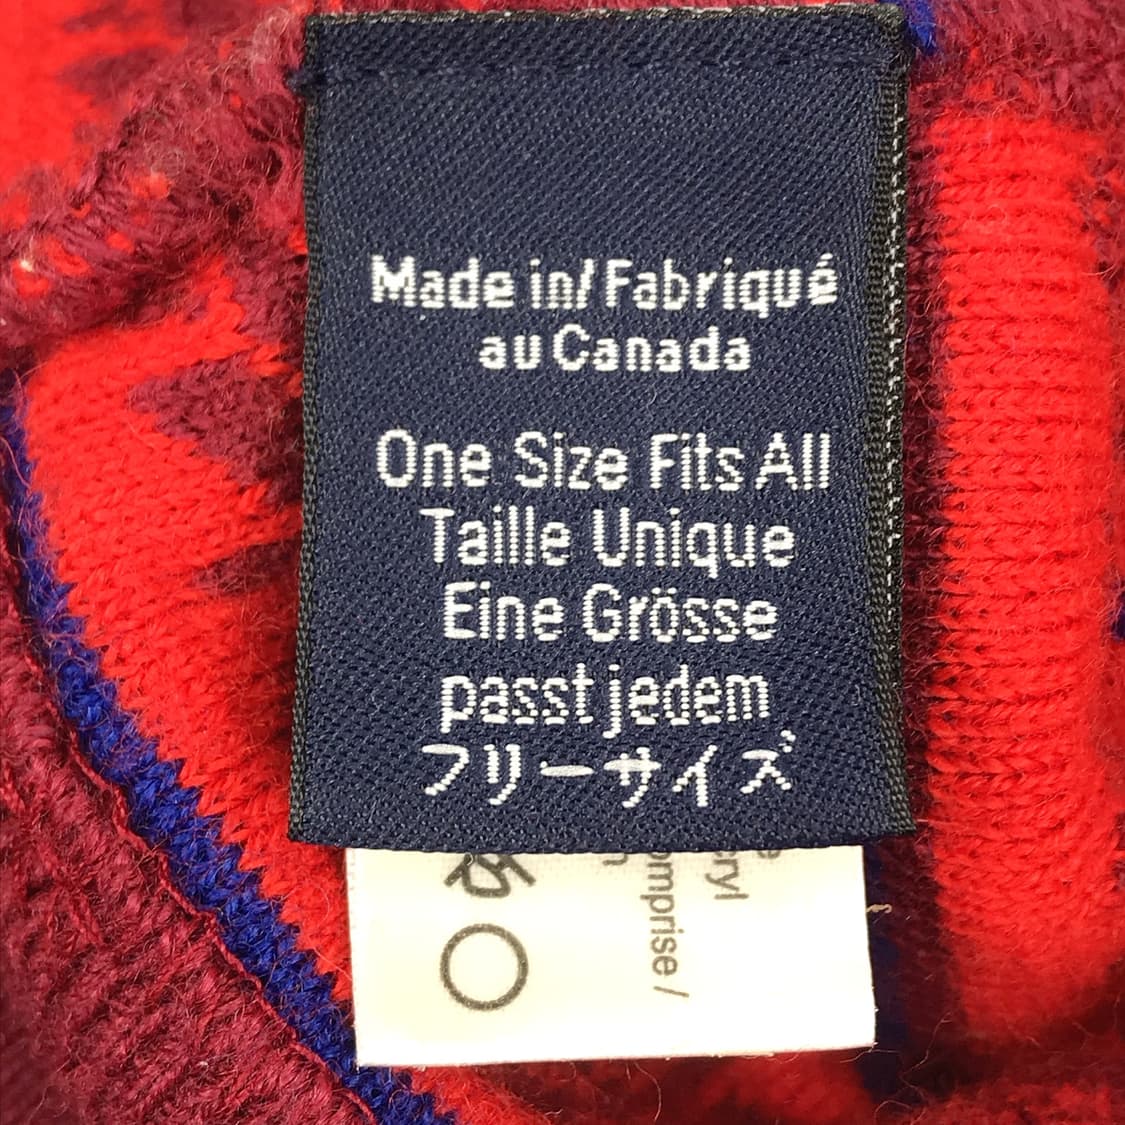 Made in/Fabriqué
au Canada
One Size Fits All
Taille Unique
Eine Grösse
passt jedem
フリーサイズ
omprise /